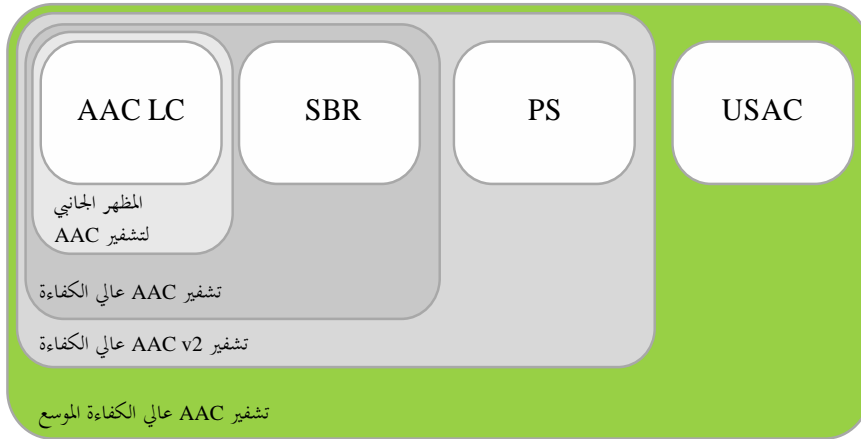 AAC LC
SBR
PS
USAC
المظهر الجانبي
لتشفير AAC
تشفير AAC عالي الكفاءة
تشفير AAC v2 عالي الكفاءة
تشفير AAC عالي الكفاءة الموسع